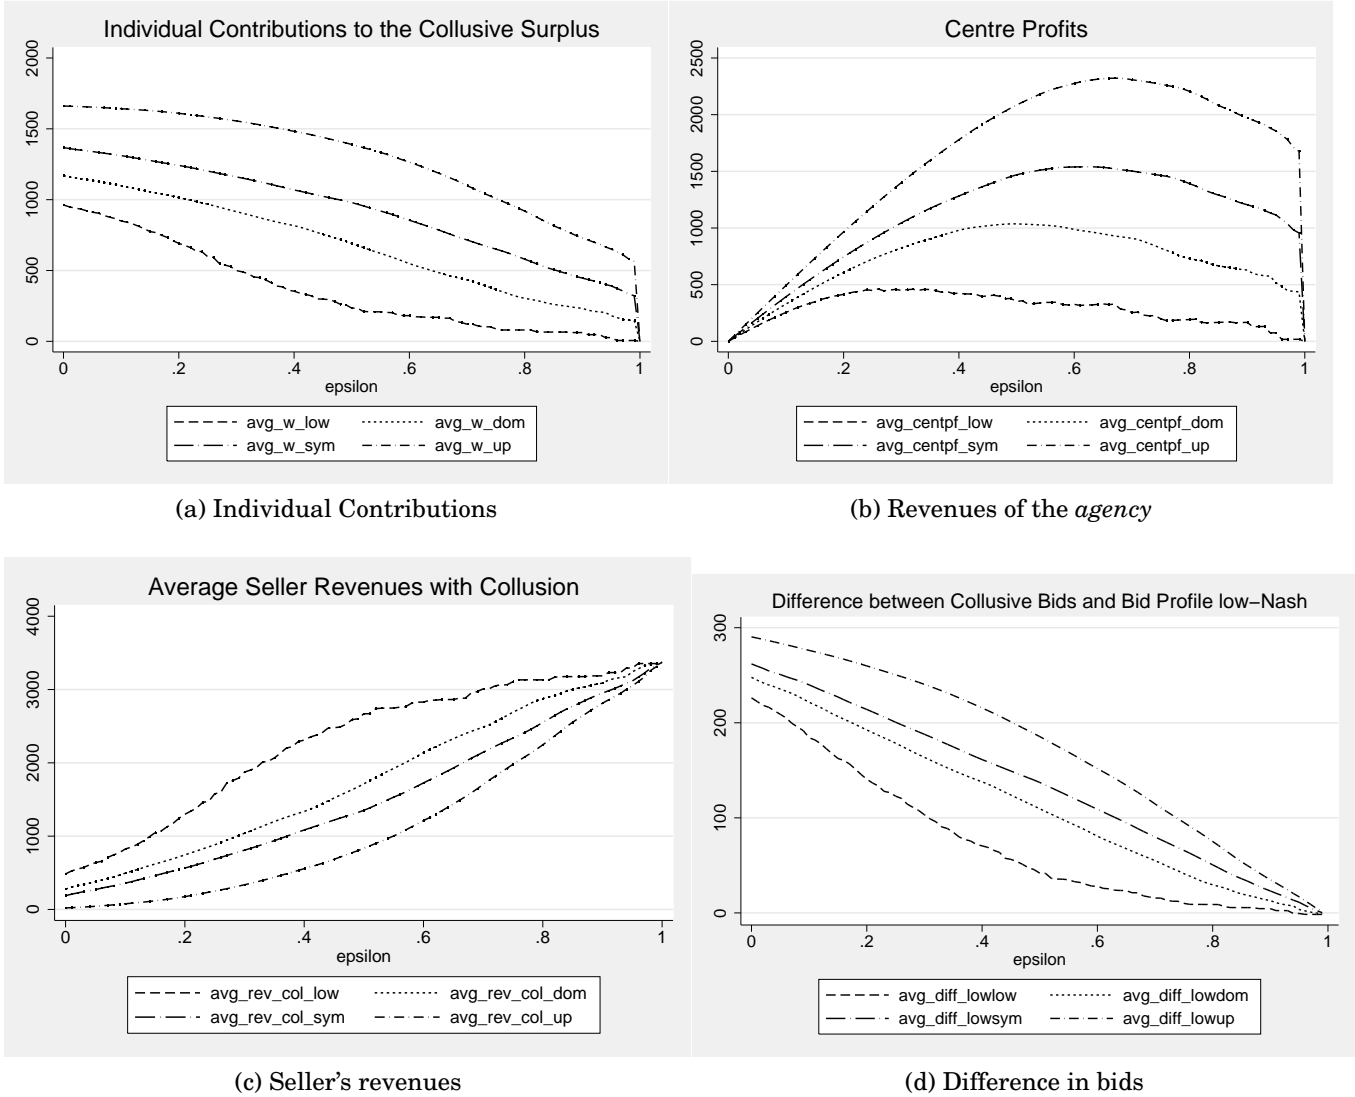 Individual Contributions to the Collusive Surplus
2000
1500
1000
500
0
0 .2 .4 .6 .8 1
epsilon
avg_w_low avg_w_dom
avg_w_sym avg_w_up
(a) Individual Contributions
Centre Profits
2500
2000
1500
1000
500
0
0 .2 .4 .6 .8 1
epsilon
avg_centpf_low avg_centpf_dom
avg_centpf_sym avg_centpf_up
(b) Revenues of the agency
Average Seller Revenues with Collusion
4000
3000
2000
1000
0
0 .2 .4 .6 .8 1
epsilon
avg_rev_col_low avg_rev_col_dom
avg_rev_col_sym avg_rev_col_up
(c) Seller's revenues
Difference between Collusive Bids and Bid Profile low−Nash
300
200
100
0
0 .2 .4 .6 .8 1
epsilon
avg_diff_lowlow avg_diff_lowdom
avg_diff_lowsym avg_diff_lowup
(d) Difference in bids